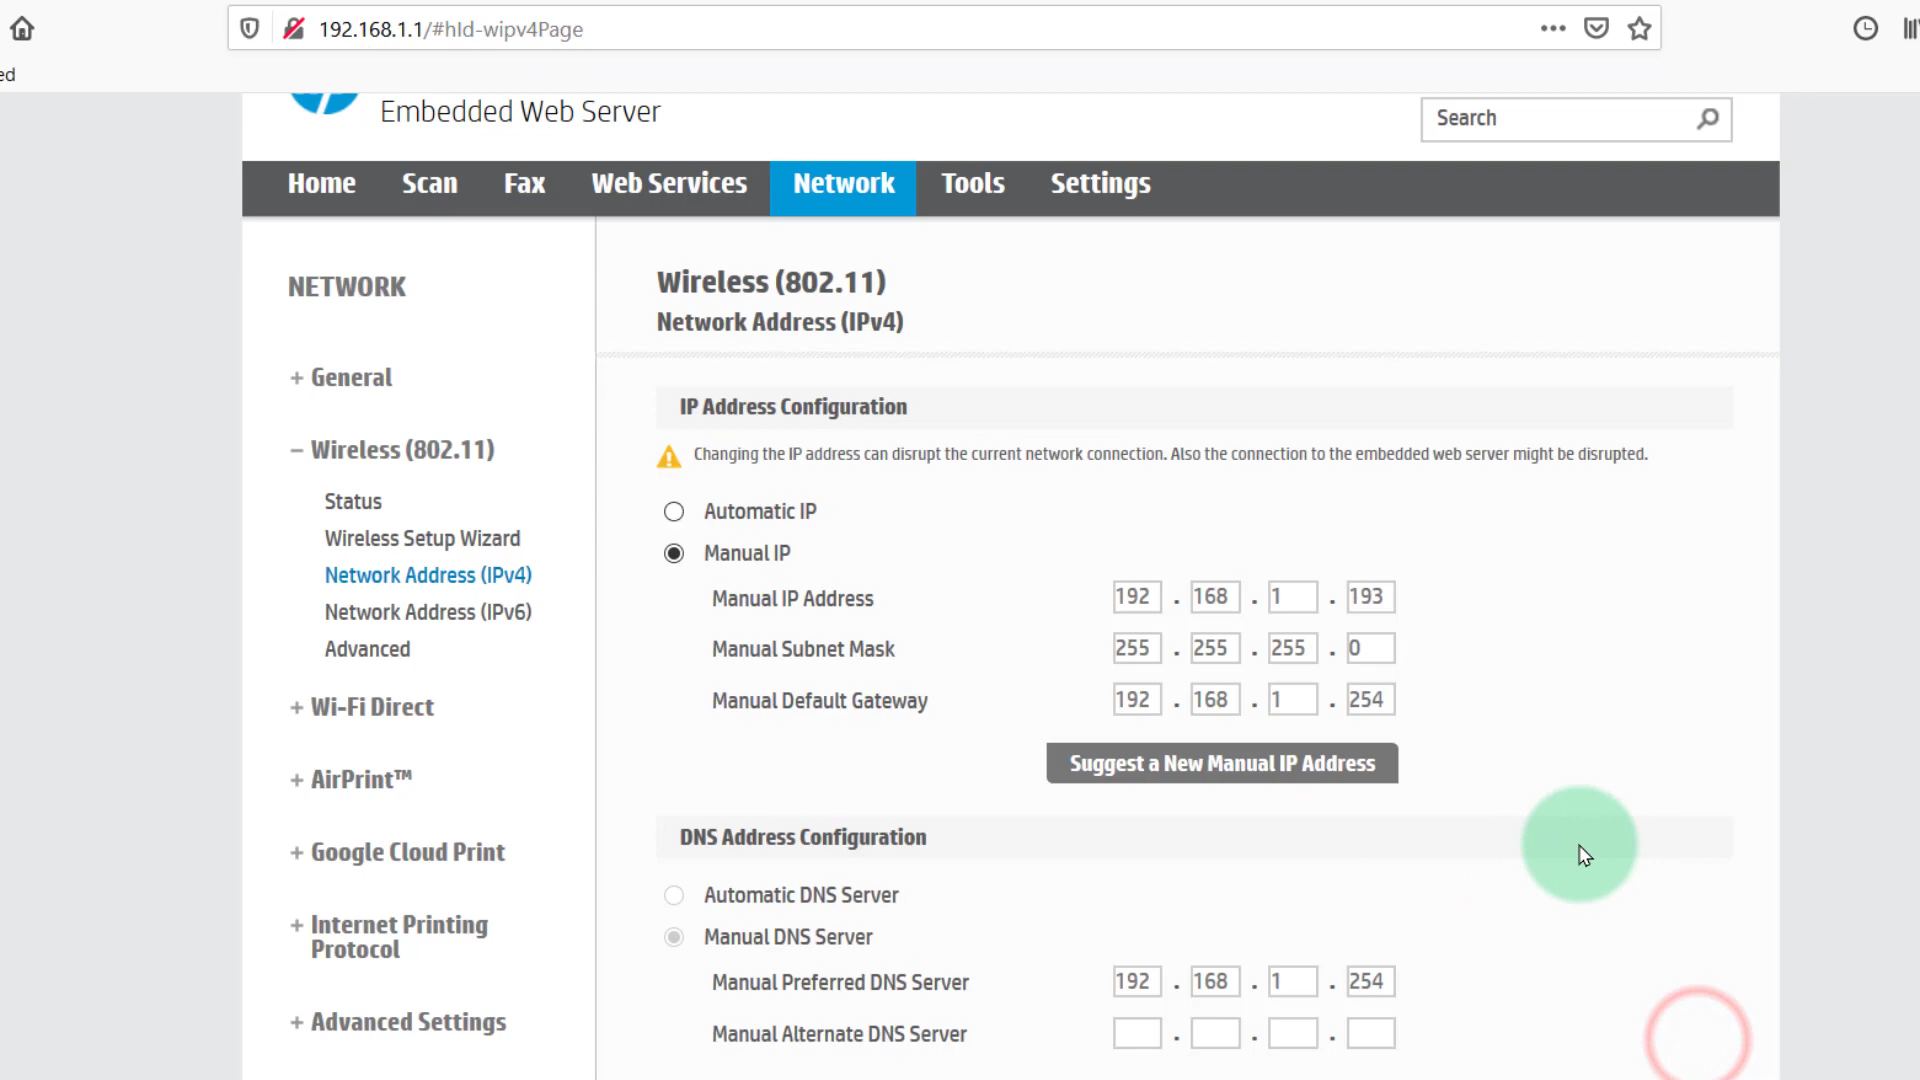 192.168.1.1/#hId-wipv4Page
ed
Embedded Web Server
Search
Home Scan Fax Web Services Network Tools Settings
NETWORK
+ General
– Wireless (802.11)
Status
Wireless Setup Wizard
Network Address (IPv4)
Network Address (IPv6)
Advanced
+ Wi-Fi Direct
+ AirPrint™
+ Google Cloud Print
+ Internet Printing
Protocol
+ Advanced Settings
Wireless (802.11)
Network Address (IPv4)
IP Address Configuration
Changing the IP address can disrupt the current network connection. Also the connection to the embedded web server might be disrupted.
Automatic IP
Manual IP
Manual IP Address 192 . 168 . 1 . 193
Manual Subnet Mask 255 . 255 . 255 . 0
Manual Default Gateway 192 . 168 . 1 . 254
Suggest a New Manual IP Address
DNS Address Configuration
Automatic DNS Server
Manual DNS Server
Manual Preferred DNS Server 192 . 168 . 1 . 254
Manual Alternate DNS Server . . .